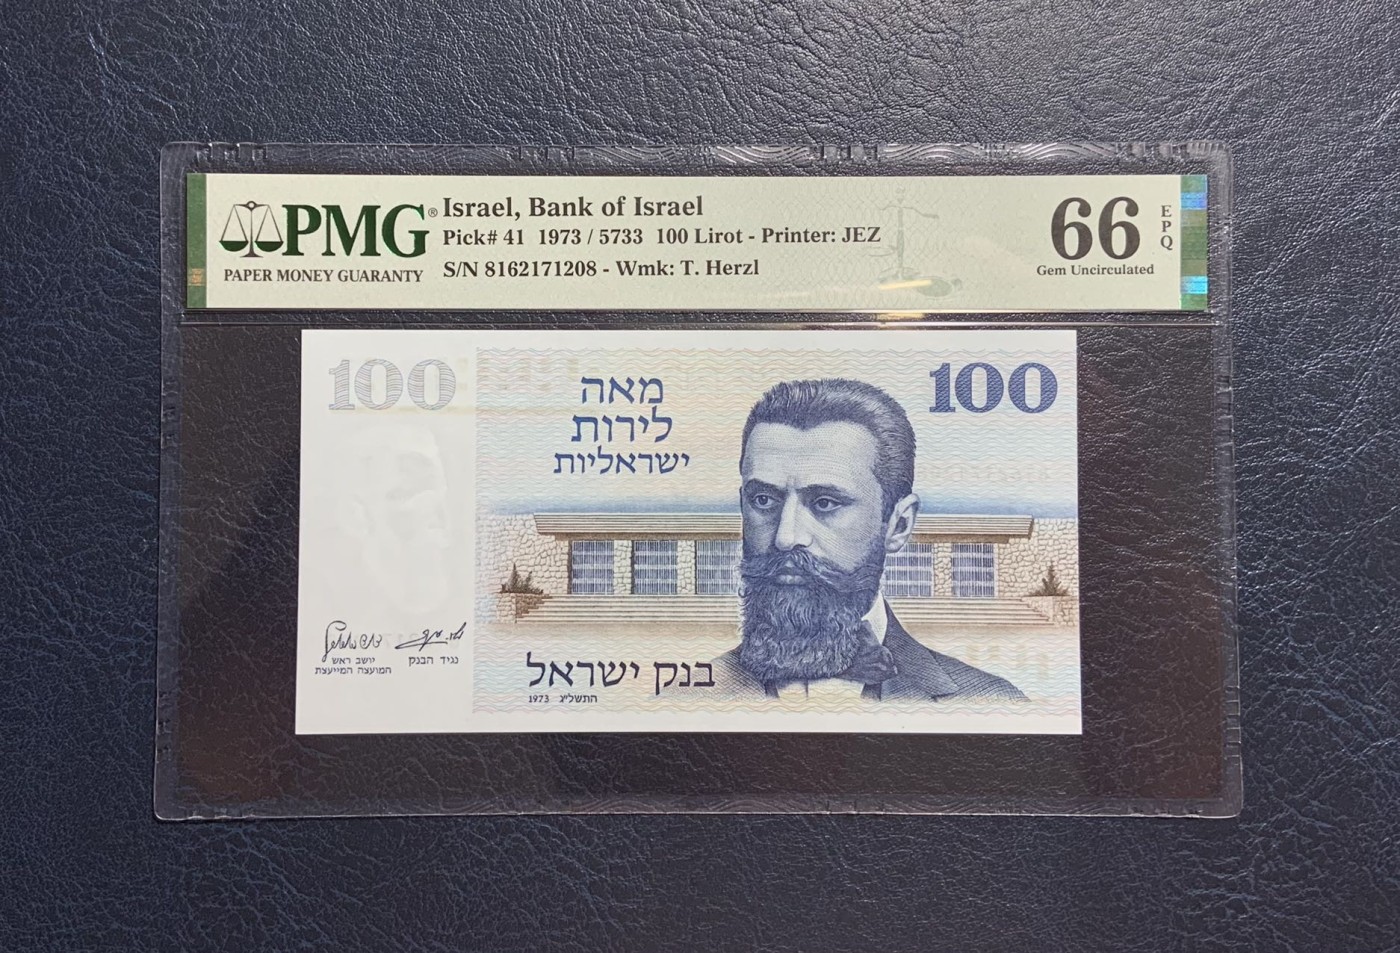 PMG®
PAPER MONEY GUARANTY
Israel, Bank of Israel
Pick# 41 1973 / 5733 100 Lirot - Printer: JEZ
S/N 8162171208 - Wmk: T. Herzl
66
EPQ
Gem Uncirculated
100
מאה
לירות
ישראליות
100
יושב ראש
המועצה המייעצת
נגיד הבנק
בנק ישראל
התשל״ג 1973